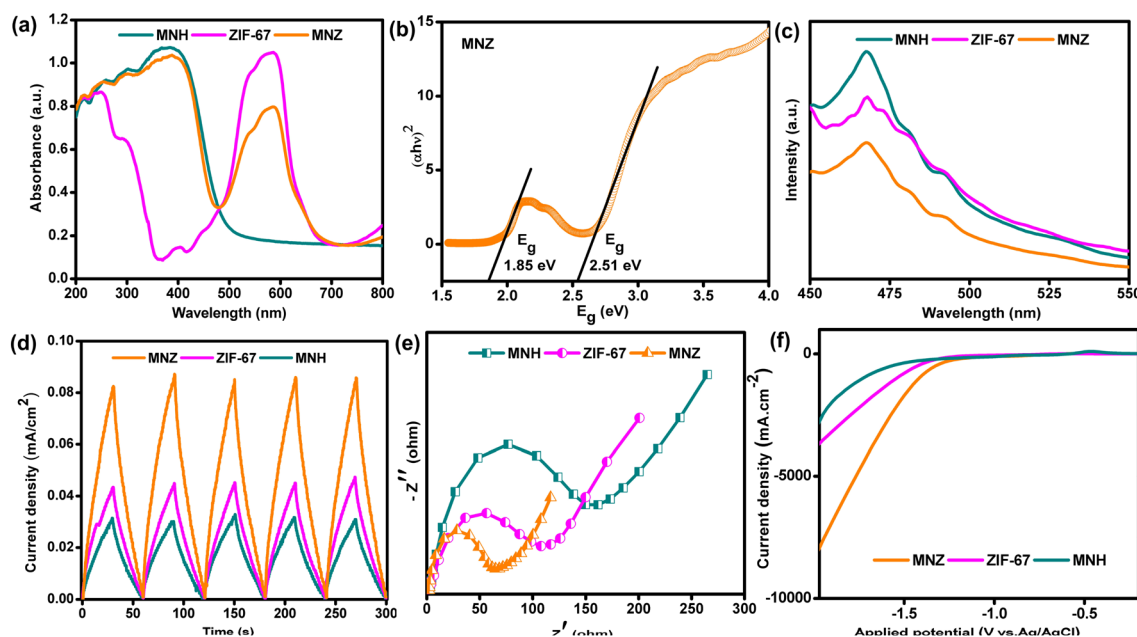 (a)
MNH ZIF-67 MNZ
1.2
1.0
0.8
0.6
0.4
0.2
0.0
Absorbance (a.u.)
200 300 400 500 600 700 800
Wavelength (nm)
(b)
MNZ
15
10
5
0
(αhν)²
E_g
1.85 eV
E_g
2.51 eV
1.5 2.0 2.5 3.0 3.5 4.0
E_g (eV)
(c)
MNH ZIF-67 MNZ
Intensity (a.u.)
450 475 500 525 550
Wavelength (nm)
(d)
MNZ ZIF-67 MNH
0.10
0.08
0.06
0.04
0.02
0.00
Current density (mA/cm²)
0 50 100 150 200 250 300
Time (s)
(e)
MNH ZIF-67 MNZ
-Z'' (ohm)
0 50 100 150 200 250 300
Z' (ohm)
(f)
0
-5000
-10000
Current density (mA.cm⁻²)
MNZ ZIF-67 MNH
-1.5 -1.0 -0.5
Applied potential (V vs.Ag/AgCl)